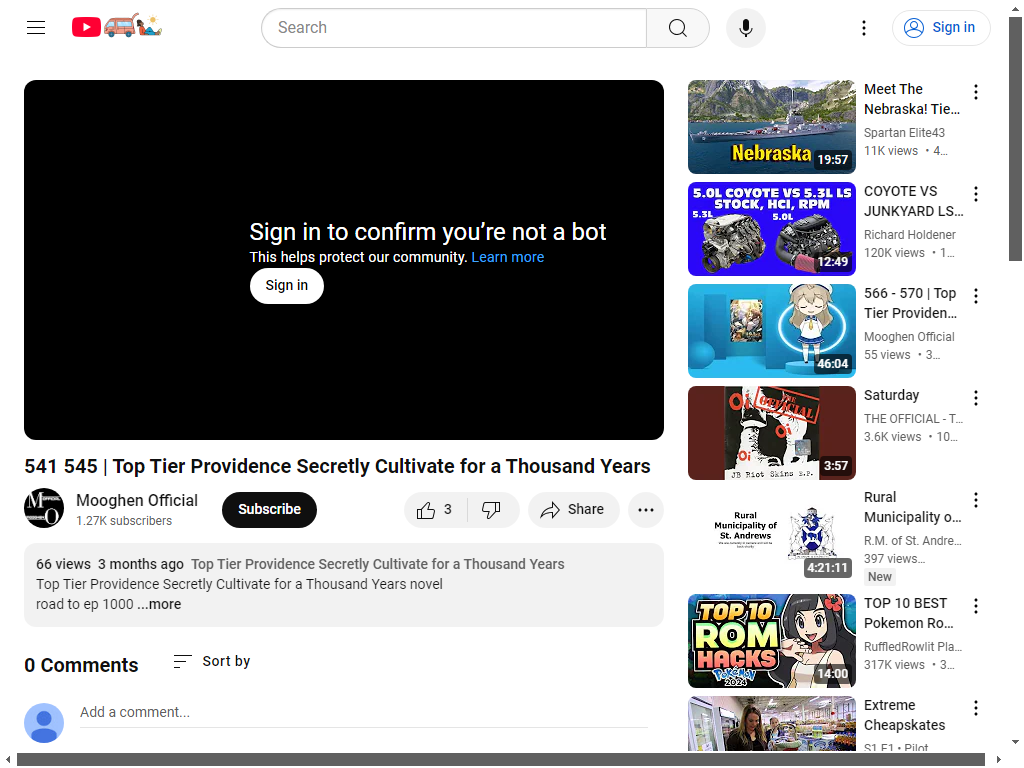 Search
Sign in
Sign in to confirm you're not a bot
This helps protect our community. Learn more
Sign in
541 545 | Top Tier Providence Secretly Cultivate for a Thousand Years
Mooghen Official
1.27K subscribers
Subscribe
3
Share
66 views 3 months ago Top Tier Providence Secretly Cultivate for a Thousand Years
Top Tier Providence Secretly Cultivate for a Thousand Years novel
road to ep 1000 ...more
0 Comments
Sort by
Add a comment...
Nebraska
19:57
Meet The
Nebraska! Tie...
Spartan Elite43
11K views • 4...
5.0L COYOTE VS 5.3L LS
STOCK, HCI, RPM
5.3L
5.0L
12:49
COYOTE VS
JUNKYARD LS...
Richard Holdener
120K views • 1...
46:04
566 - 570 | Top
Tier Providen...
Mooghen Official
55 views • 3...
Oi
THE
OFFICIAL
Oi
Oi
JB Riot Skins E.P.
3:57
Saturday
THE OFFICIAL - T...
3.6K views • 10...
Rural
Municipality of
St. Andrews
4:21:11
Rural
Municipality o...
R.M. of St. Andre...
397 views...
New
TOP 10
ROM
HACKS
POKéMON
2024
14:00
TOP 10 BEST
Pokemon Ro...
RuffledRowlit Pla...
317K views • 3...
Extreme
Cheapskates
S1 E1 • Pilot